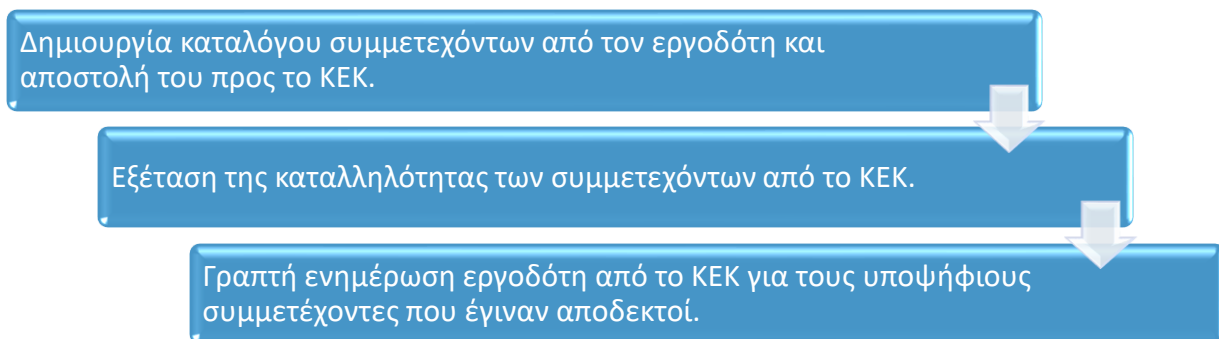 Δημιουργία καταλόγου συμμετεχόντων από τον εργοδότη και
αποστολή του προς το ΚΕΚ.
Εξέταση της καταλληλότητας των συμμετεχόντων από το ΚΕΚ.
Γραπτή ενημέρωση εργοδότη από το ΚΕΚ για τους υποψήφιους
συμμετέχοντες που έγιναν αποδεκτοί.